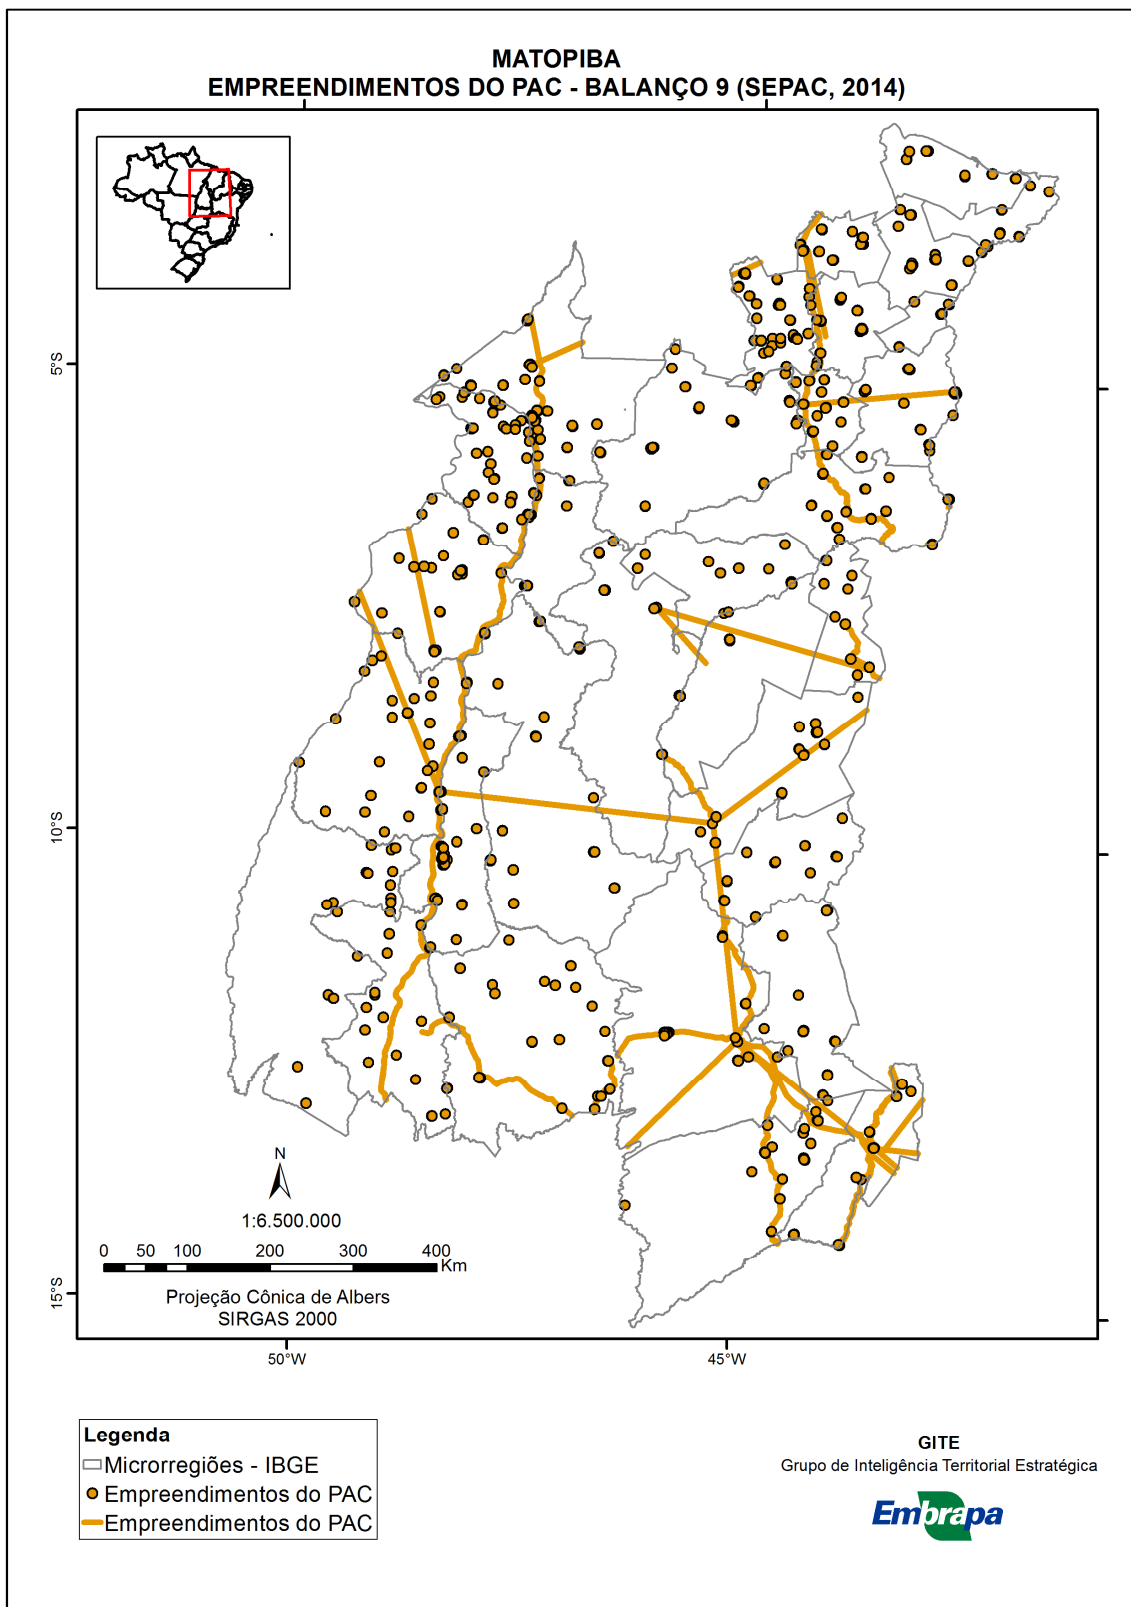 MATOPIBA
EMPREENDIMENTOS DO PAC - BALANÇO 9 (SEPAC, 2014)
5°S
10°S
15°S
N
1:6.500.000
0 50 100 200 300 400
Km
Projeção Cônica de Albers
SIRGAS 2000
50°W 45°W
Legenda
Microrregiões - IBGE
Empreendimentos do PAC
Empreendimentos do PAC
GITE
Grupo de Inteligência Territorial Estratégica
Embrapa